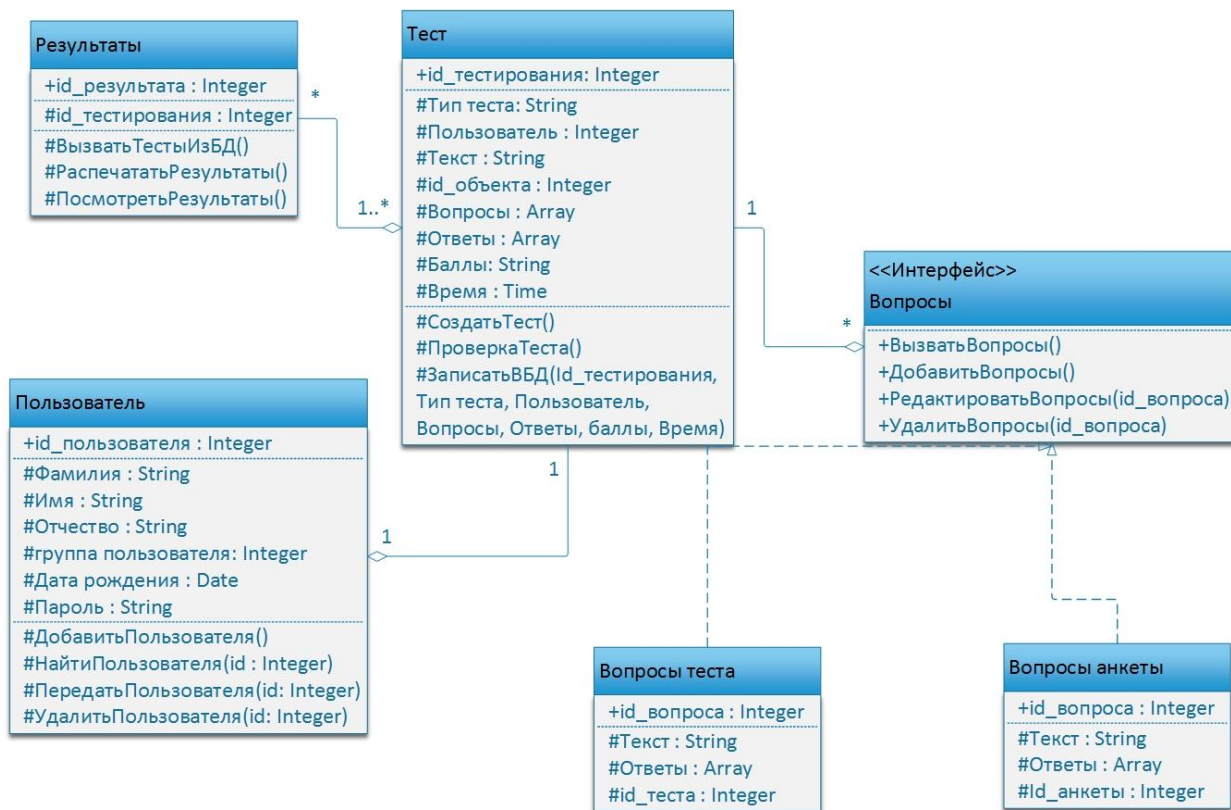 Результаты
+id_результата : Integer
#id_тестирования : Integer
#ВызватьТестыИзБД()
#РаспечататьРезультаты()
#ПосмотретьРезультаты()
*
1..*
Тест
+id_тестирования: Integer
#Тип теста: String
#Пользователь : Integer
#Текст : String
#id_объекта : Integer
#Вопросы : Array
#Ответы : Array
#Баллы: String
#Время : Time
#СоздатьТест()
#ПроверкаТеста()
#ЗаписатьВБД(Id_тестирования,
Тип теста, Пользователь,
Вопросы, Ответы, баллы, Время)
1
*
<<Интерфейс>>
Вопросы
+ВызватьВопросы()
+ДобавитьВопросы()
+РедактироватьВопросы(id_вопроса)
+УдалитьВопросы(id_вопроса)
Пользователь
+id_пользователя : Integer
#Фамилия : String
#Имя : String
#Отчество : String
#группа пользователя: Integer
#Дата рождения : Date
#Пароль : String
#ДобавитьПользователя()
#НайтиПользователя(id : Integer)
#ПередатьПользователя(id: Integer)
#УдалитьПользователя(id: Integer)
1
1
Вопросы теста
+id_вопроса : Integer
#Текст : String
#Ответы : Array
#id_теста : Integer
Вопросы анкеты
+id_вопроса : Integer
#Текст : String
#Ответы : Array
#Id_анкеты : Integer